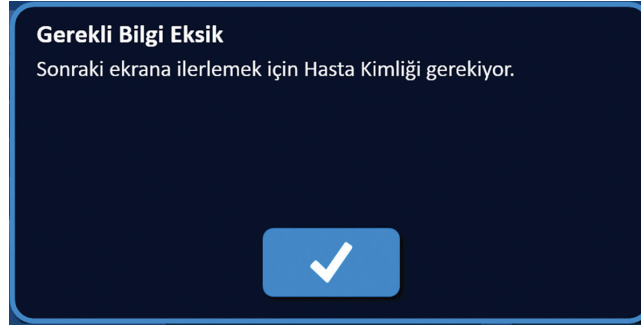 Gerekli Bilgi Eksik
Sonraki ekrana ilerlemek için Hasta Kimliği gerekiyor.